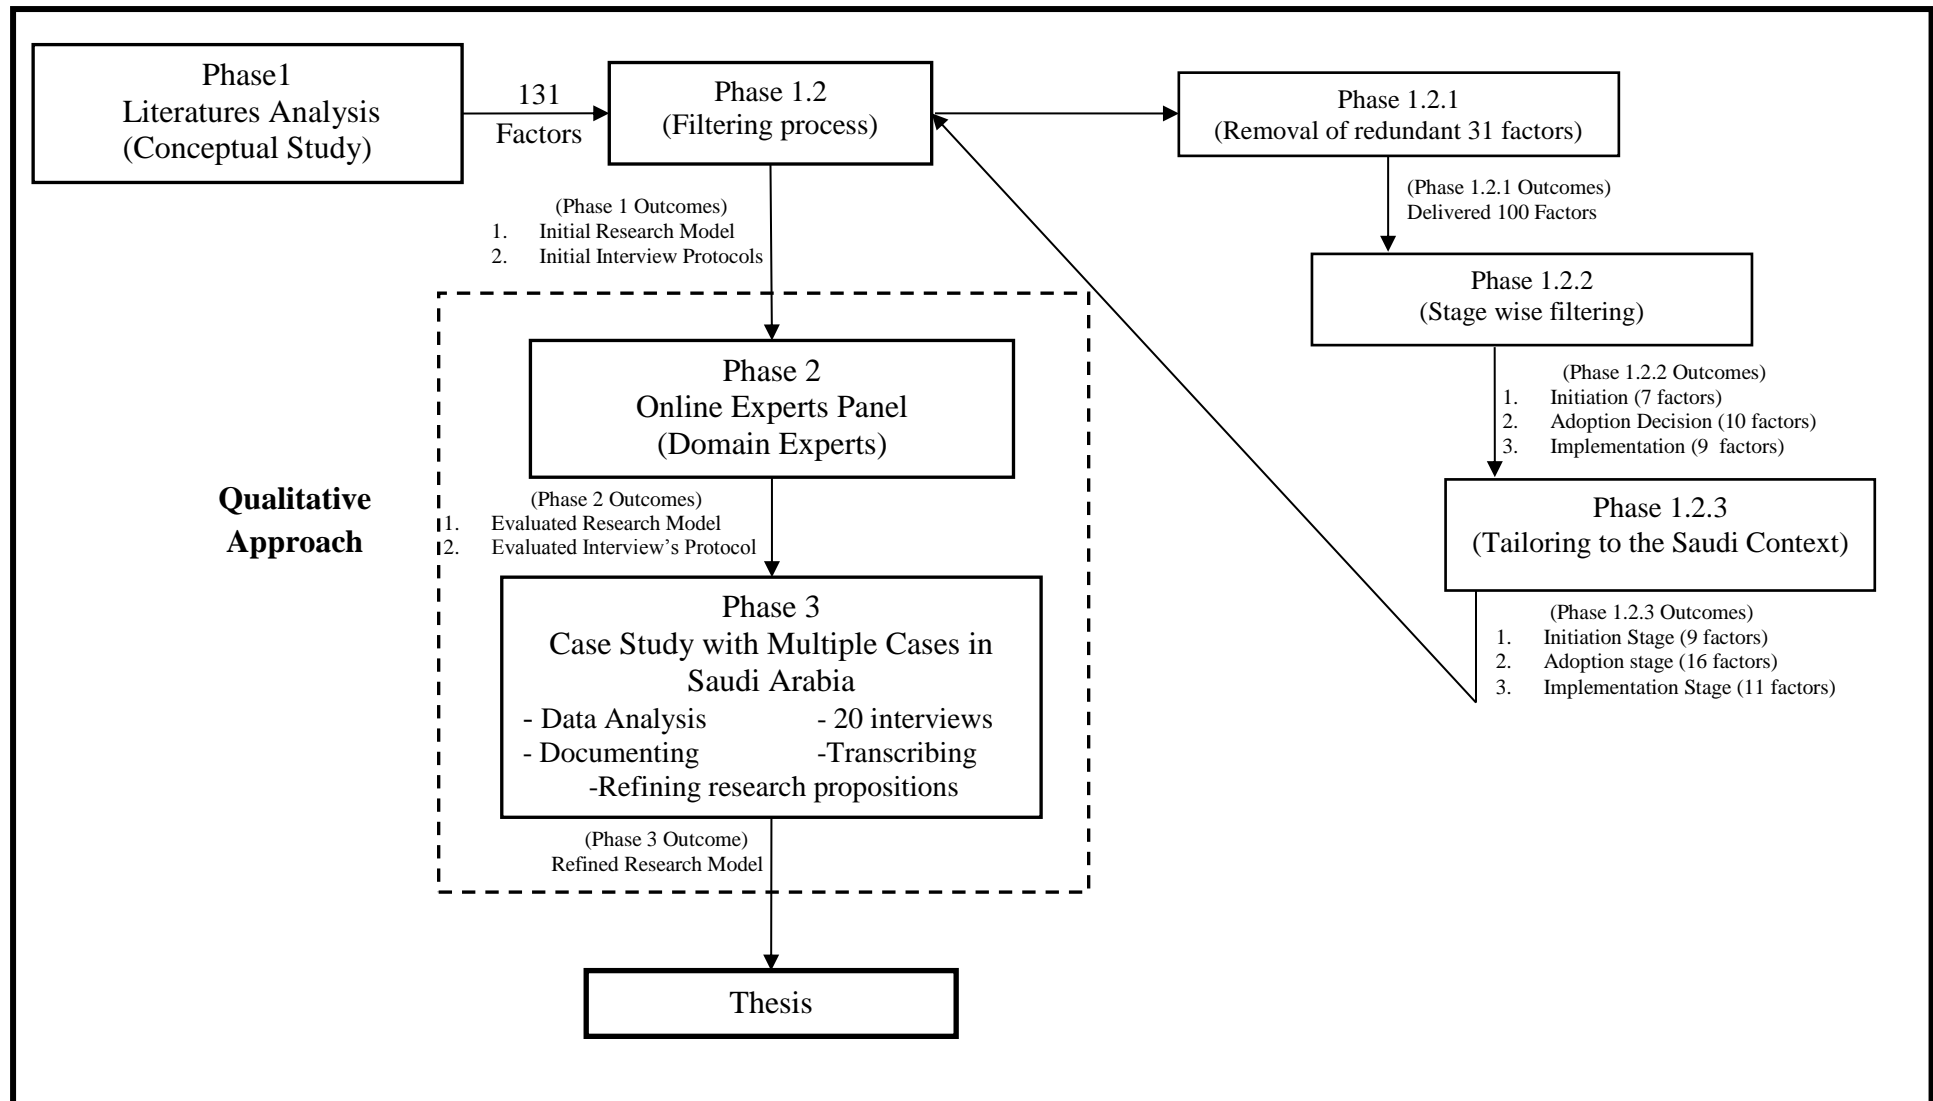 Phase1
Literatures Analysis
(Conceptual Study)
131
Factors
Phase 1.2
(Filtering process)
Phase 1.2.1
(Removal of redundant 31 factors)
(Phase 1.2.1 Outcomes)
Delivered 100 Factors
Phase 1.2.2
(Stage wise filtering)
(Phase 1.2.2 Outcomes)
1. Initiation (7 factors)
2. Adoption Decision (10 factors)
3. Implementation (9 factors)
Phase 1.2.3
(Tailoring to the Saudi Context)
(Phase 1.2.3 Outcomes)
1. Initiation Stage (9 factors)
2. Adoption stage (16 factors)
3. Implementation Stage (11 factors)
(Phase 1 Outcomes)
1. Initial Research Model
2. Initial Interview Protocols
Qualitative
Approach
Phase 2
Online Experts Panel
(Domain Experts)
(Phase 2 Outcomes)
1. Evaluated Research Model
2. Evaluated Interview’s Protocol
Phase 3
Case Study with Multiple Cases in
Saudi Arabia
- Data Analysis - 20 interviews
- Documenting -Transcribing
-Refining research propositions
(Phase 3 Outcome)
Refined Research Model
Thesis